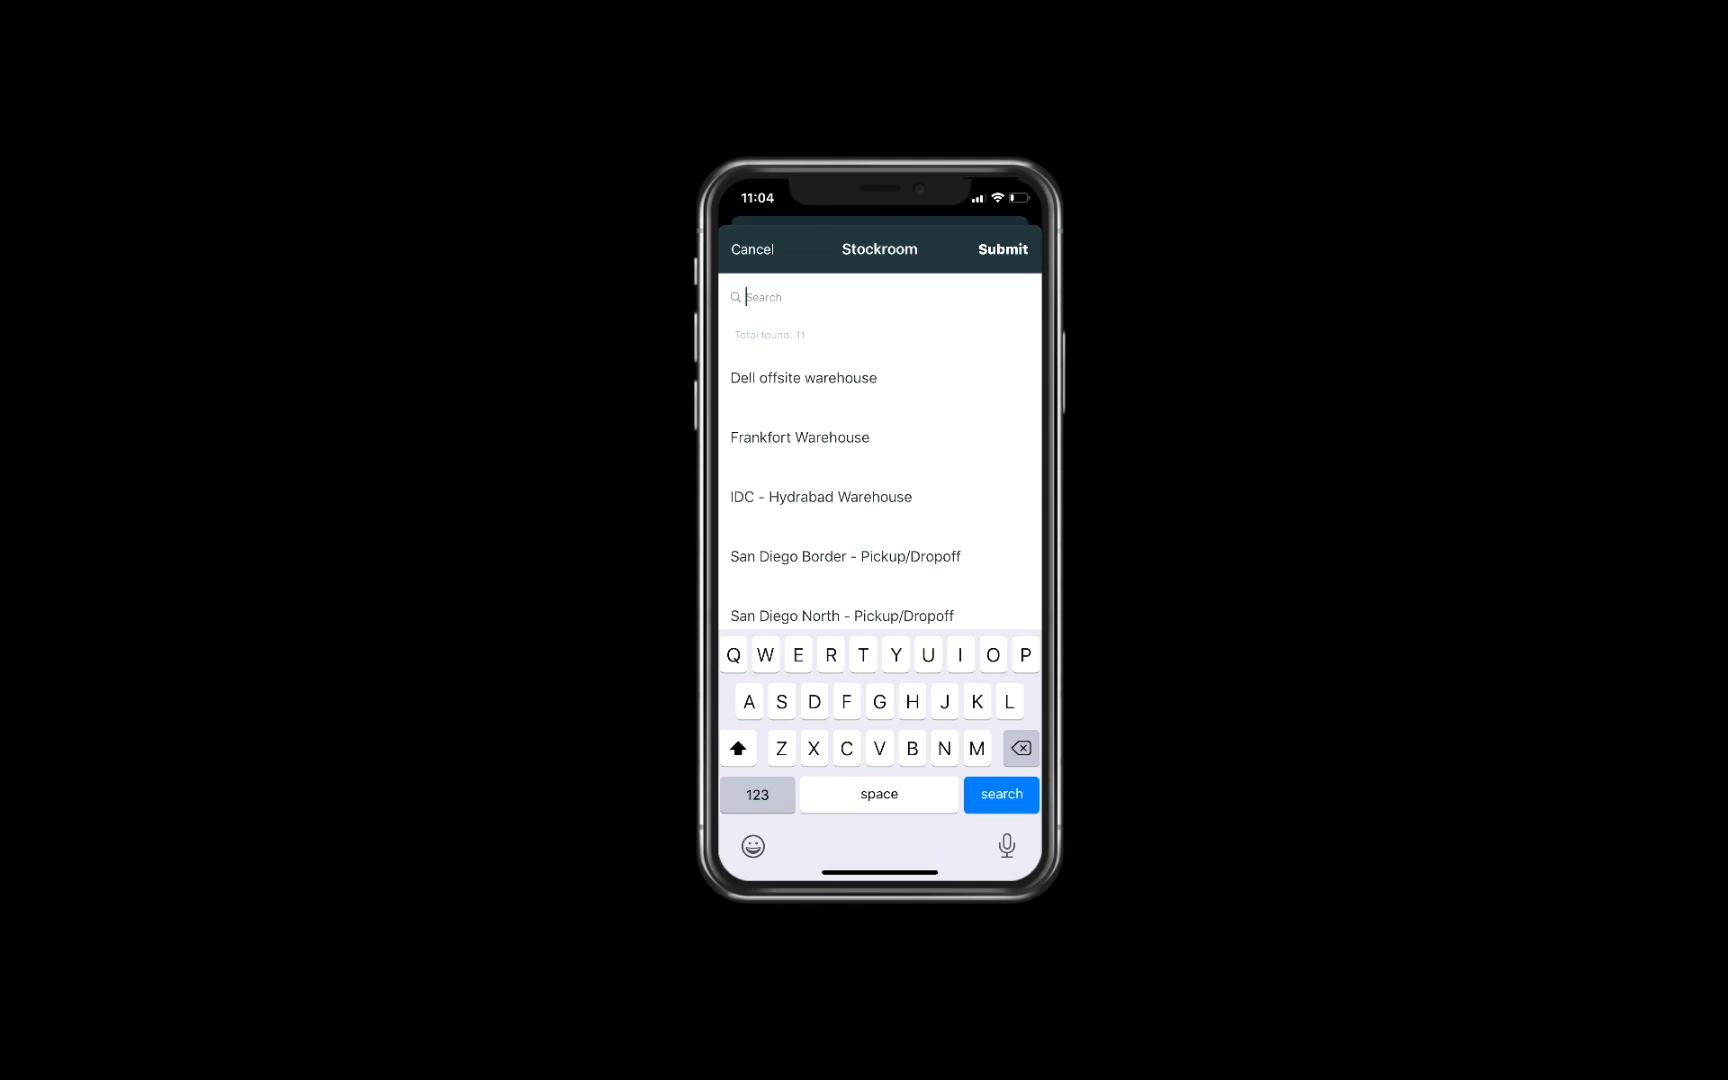 11:04
Cancel Stockroom Submit
Search
Total found: 11
Dell offsite warehouse
Frankfort Warehouse
IDC - Hydrabad Warehouse
San Diego Border - Pickup/Dropoff
San Diego North - Pickup/Dropoff
Q W E R T Y U I O P
A S D F G H J K L
Z X C V B N M
123 space search